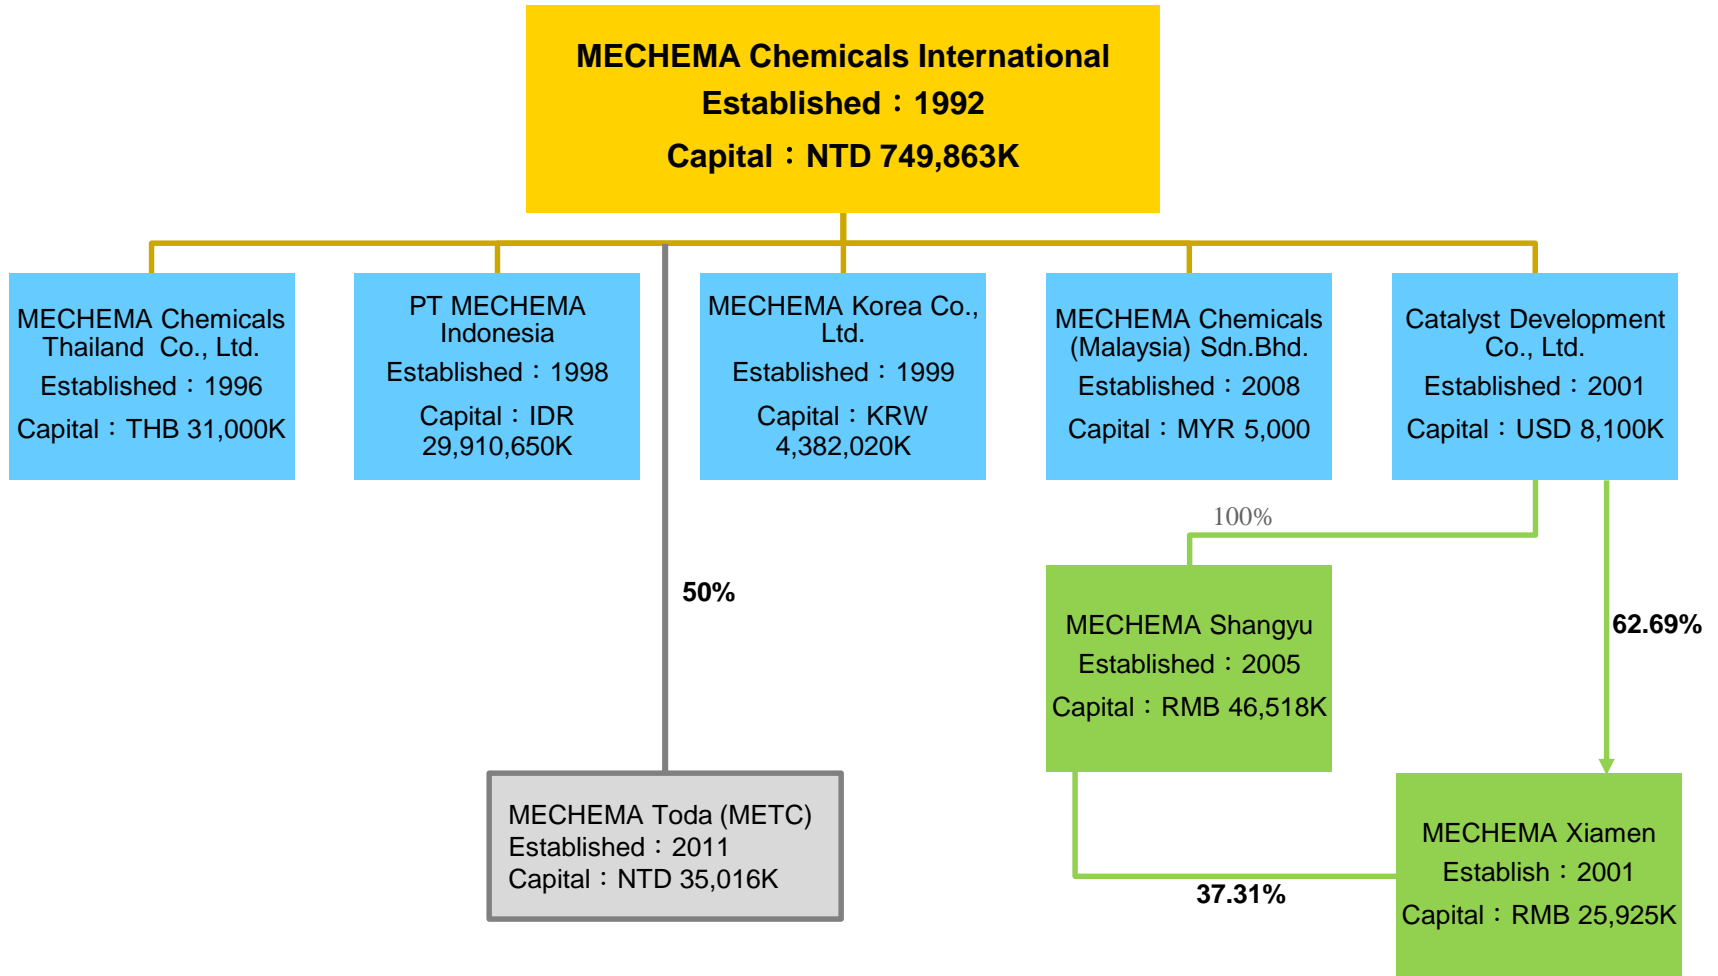 MECHEMA Chemicals International
Established：1992
Capital：NTD 749,863K
MECHEMA Chemicals
Thailand  Co., Ltd.
Established：1996
Capital：THB 31,000K
PT MECHEMA
Indonesia
Established：1998
Capital：IDR
29,910,650K
MECHEMA Korea Co.,
Ltd.
Established：1999
Capital：KRW
4,382,020K
MECHEMA Chemicals
(Malaysia) Sdn.Bhd.
Established：2008
Capital：MYR 5,000
Catalyst Development
Co., Ltd.
Established：2001
Capital：USD 8,100K
100%
50%
62.69%
MECHEMA Shangyu
Established：2005
Capital：RMB 46,518K
MECHEMA Toda (METC)
Established：2011
Capital：NTD 35,016K
37.31%
MECHEMA Xiamen
Establish：2001
Capital：RMB 25,925K